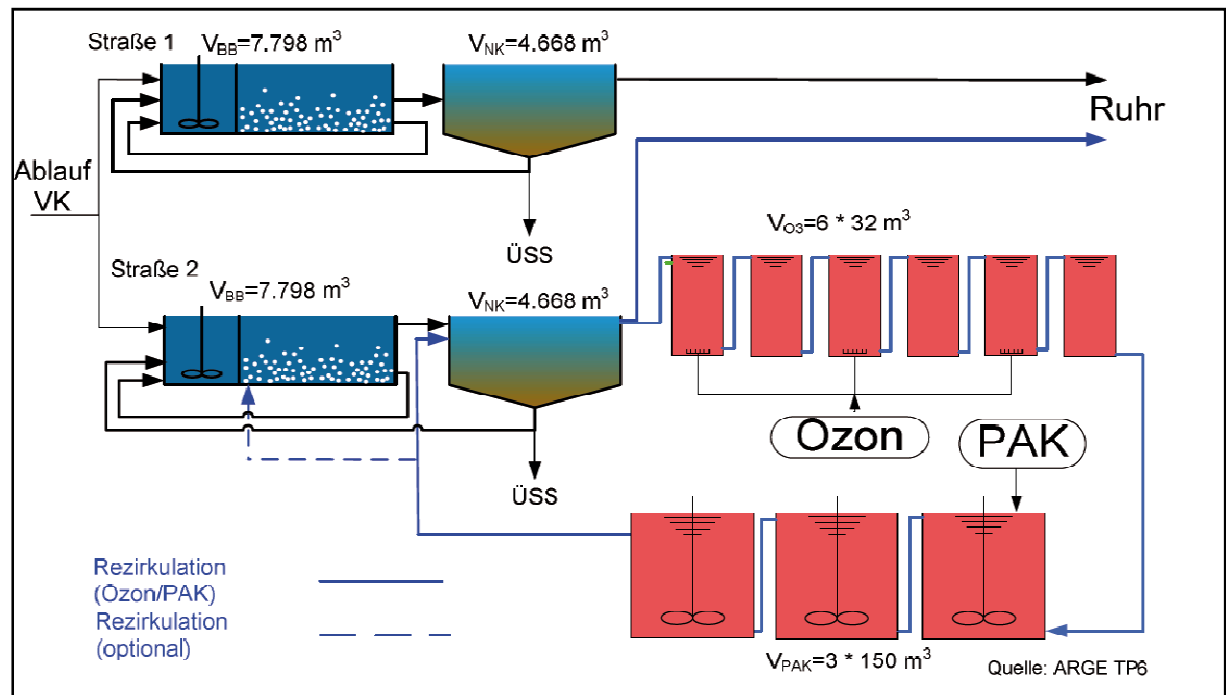 Straße 1
V_BB=7.798 m³
V_NK=4.668 m³
Ruhr
Ablauf
VK
ÜSS
Straße 2
V_BB=7.798 m³
V_NK=4.668 m³
V_O3=6 * 32 m³
Ozon
PAK
ÜSS
Rezirkulation
(Ozon/PAK)
Rezirkulation
(optional)
V_PAK=3 * 150 m³
Quelle: ARGE TP6